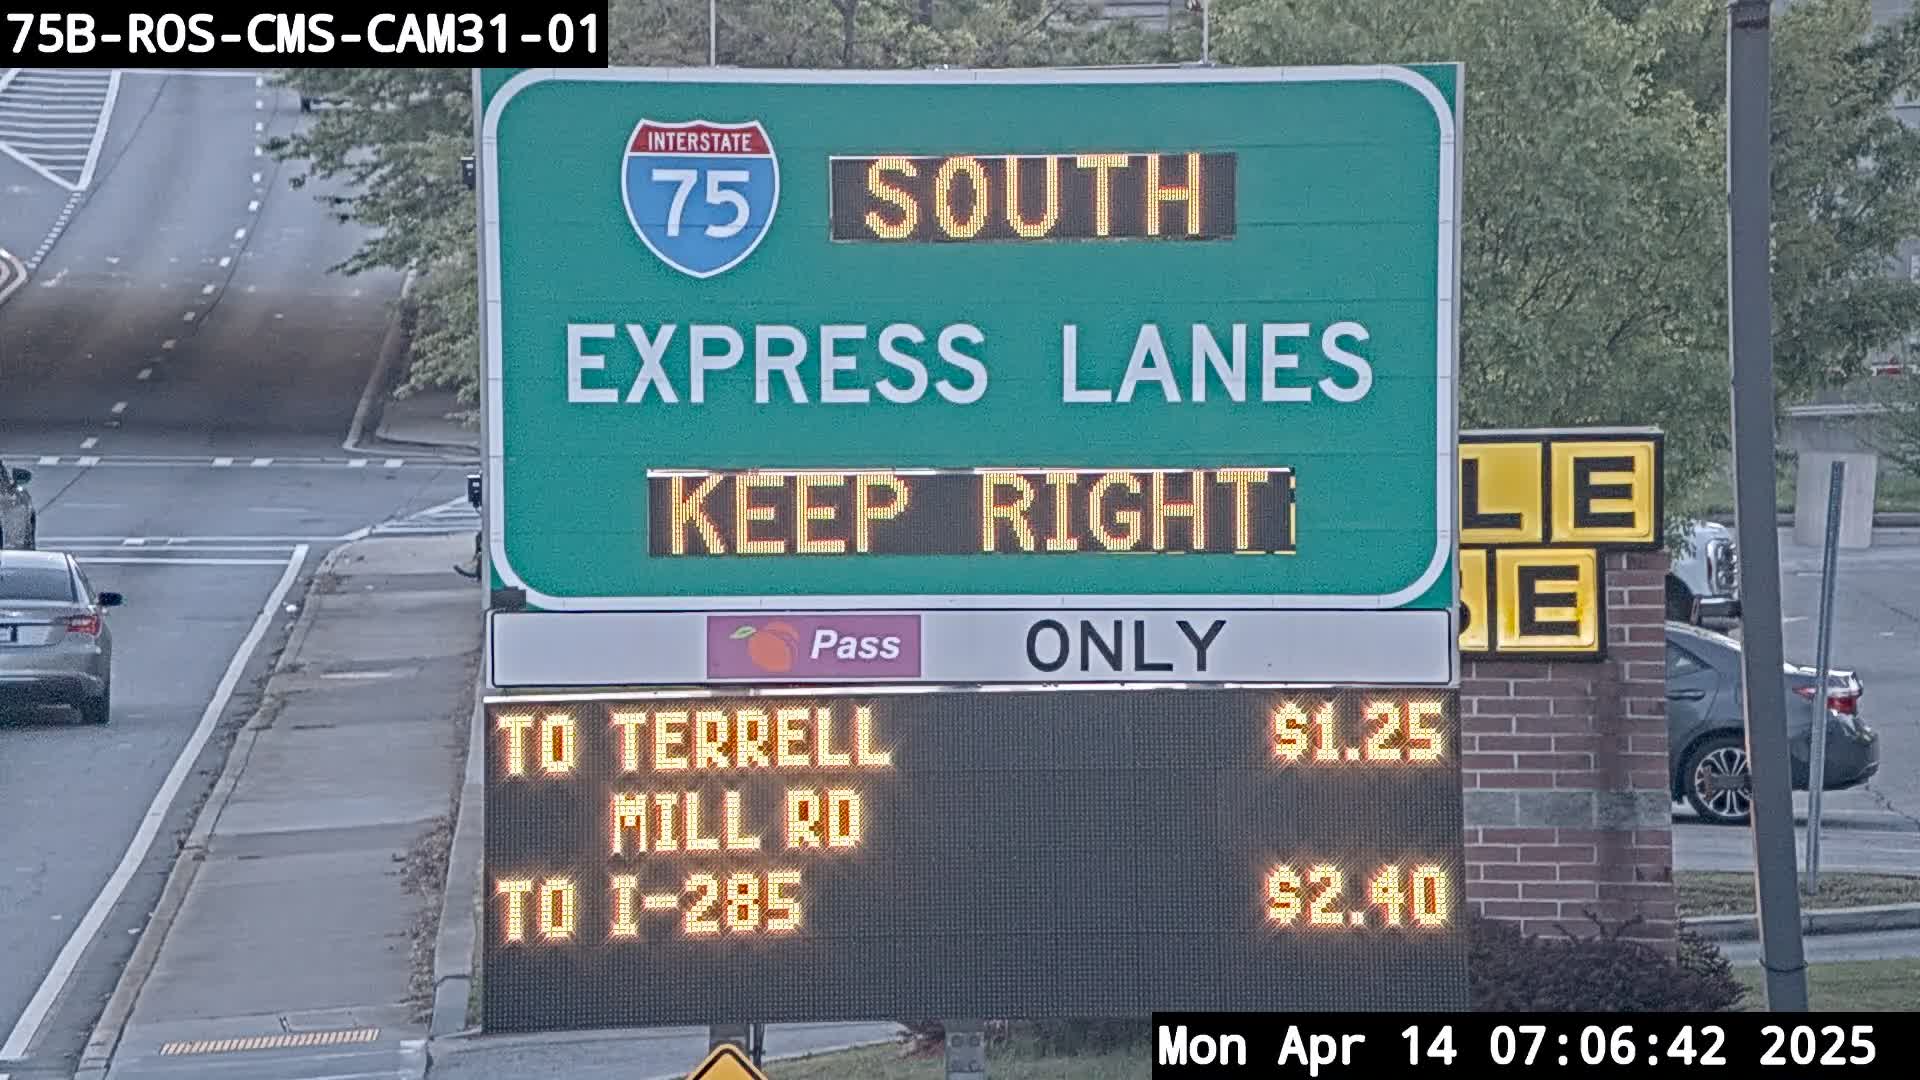 75B-ROS-CMS-CAM31-01
INTERSTATE
75
SOUTH
EXPRESS LANES
KEEP RIGHT
Pass ONLY
TO TERRELL $1.25
MILL RD
TO I-285 $2.40
LE
E
Mon Apr 14 07:06:42 2025